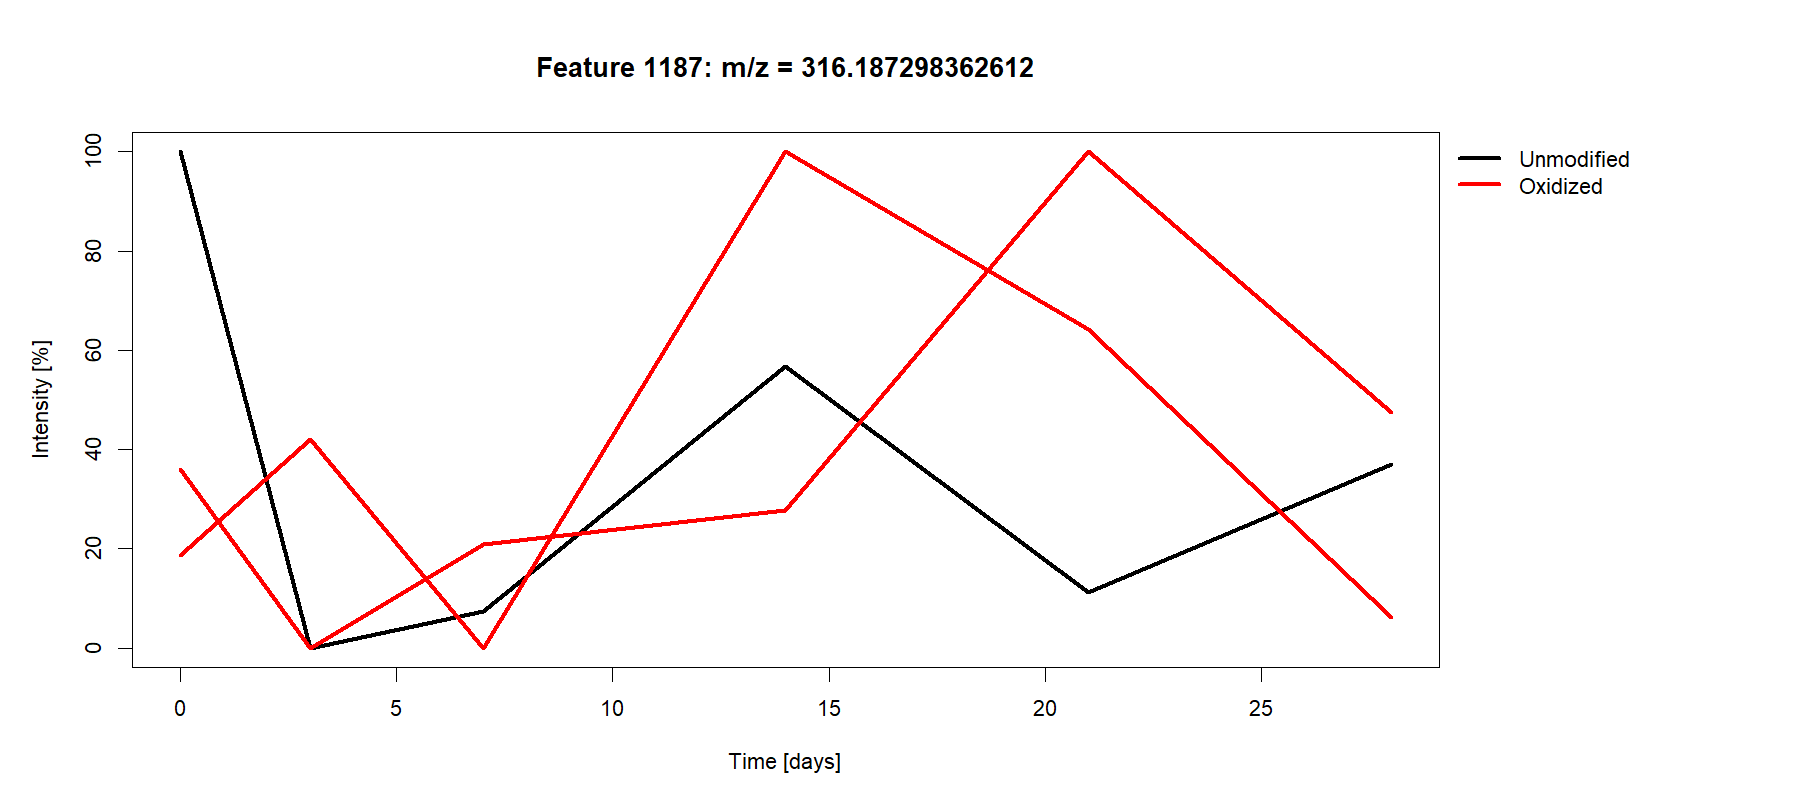 Feature 1187: m/z = 316.187298362612
Unmodified
Oxidized
Intensity [%]
100
80
60
40
20
0
0 5 10 15 20 25
Time [days]